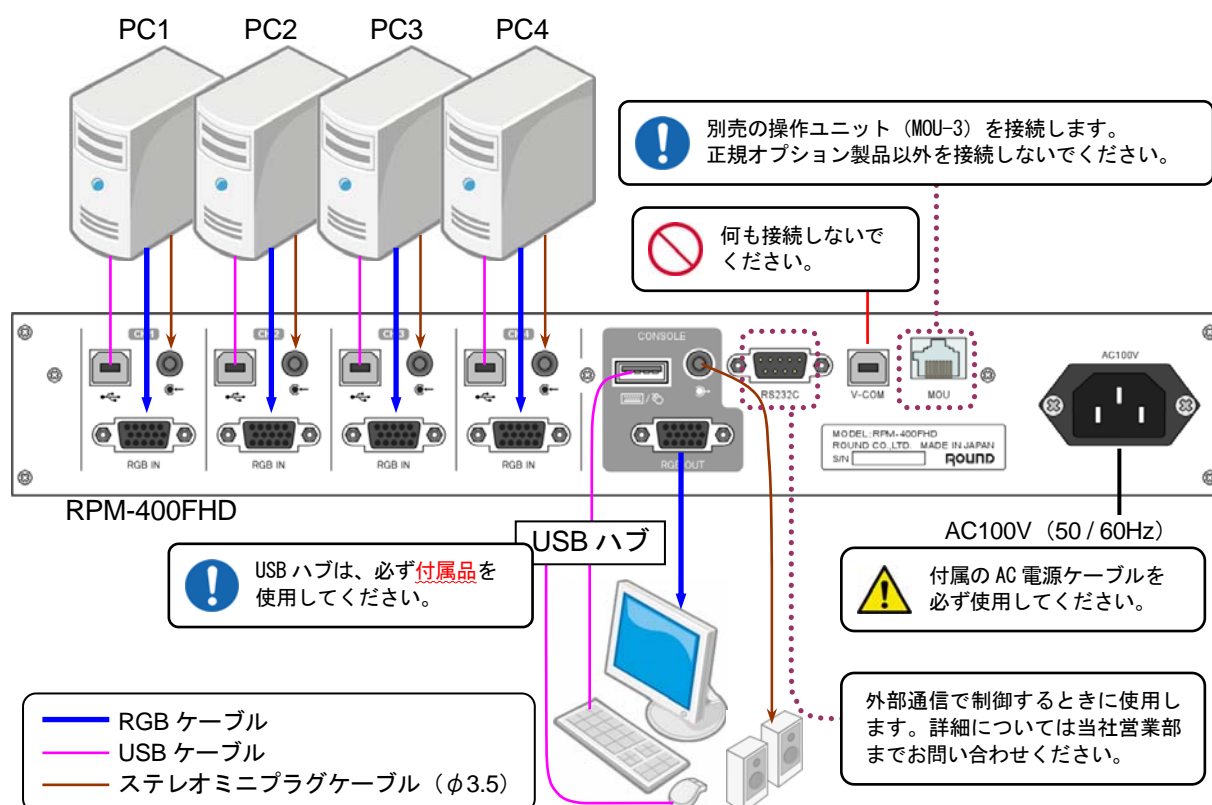 PC1
PC2
PC3
PC4
別売の操作ユニット（MOU-3）を接続します。
正規オプション製品以外を接続しないでください。
何も接続しないで
ください。
CH1
CH2
CH3
CH4
CONSOLE
AC100V
RS232C
V-COM
MOU
RGB IN
RGB IN
RGB IN
RGB IN
RGB OUT
MODEL:RPM-400FHD
ROUND CO.,LTD. MADE IN JAPAN
S/N
ROUND
RPM-400FHD
USB ハブ
AC100V（50 / 60Hz）
USB ハブは、必ず付属品を
使用してください。
付属の AC 電源ケーブルを
必ず使用してください。
外部通信で制御するときに使用し
ます。詳細については当社営業部
までお問い合わせください。
RGB ケーブル
USB ケーブル
ステレオミニプラグケーブル（φ3.5）